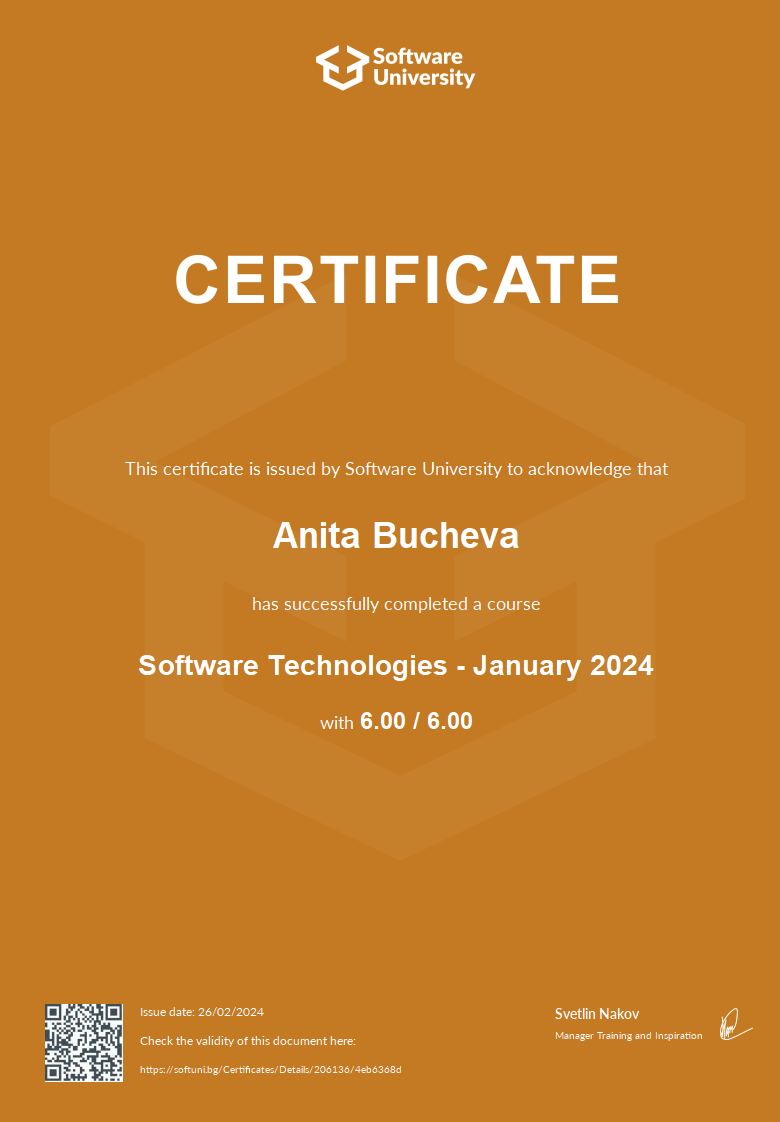 Software
University
CERTIFICATE
This certificate is issued by Software University to acknowledge that
Anita Bucheva
has successfully completed a course
Software Technologies - January 2024
with 6.00 / 6.00
Issue date: 26/02/2024
Check the validity of this document here:
https://softuni.bg/Certificates/Details/206136/4eb6368d
Svetlin Nakov
Manager Training and Inspiration